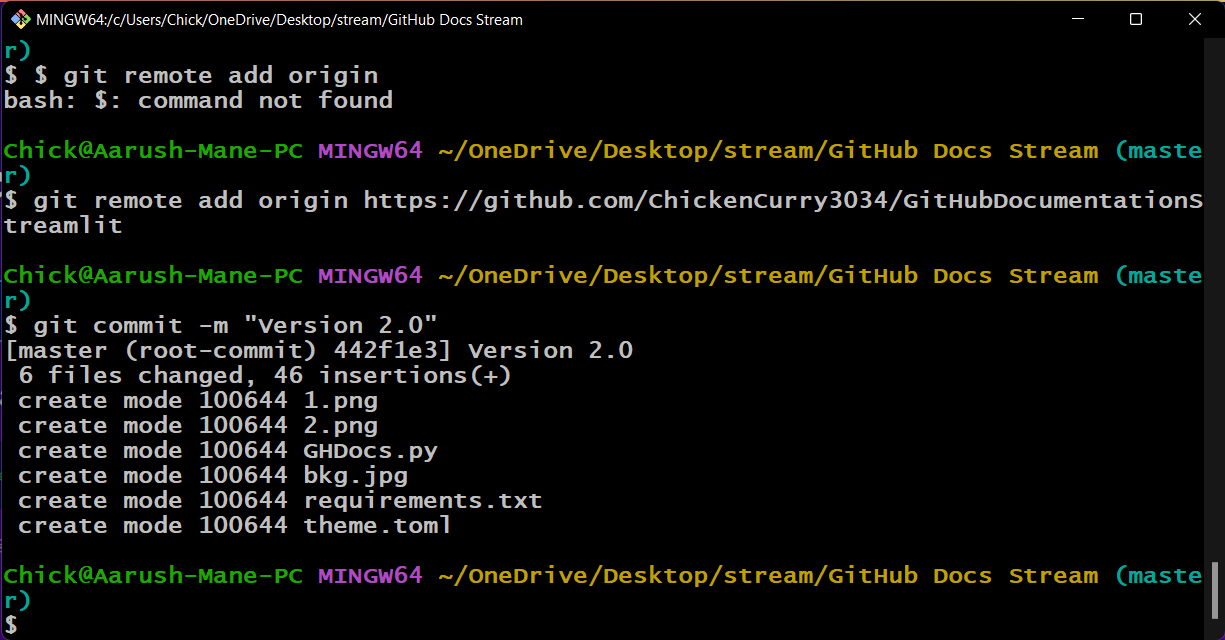 MINGW64:/c/Users/Chick/OneDrive/Desktop/stream/GitHub Docs Stream
r)
$ $ git remote add origin
bash: $: command not found
Chick@Aarush-Mane-PC MINGW64 ~/OneDrive/Desktop/stream/GitHub Docs Stream (maste
r)
$ git remote add origin https://github.com/ChickenCurry3034/GitHubDocumentationS
treamlit
Chick@Aarush-Mane-PC MINGW64 ~/OneDrive/Desktop/stream/GitHub Docs Stream (maste
r)
$ git commit -m "Version 2.0"
[master (root-commit) 442f1e3] Version 2.0
 6 files changed, 46 insertions(+)
 create mode 100644 1.png
 create mode 100644 2.png
 create mode 100644 GHDocs.py
 create mode 100644 bkg.jpg
 create mode 100644 requirements.txt
 create mode 100644 theme.toml
Chick@Aarush-Mane-PC MINGW64 ~/OneDrive/Desktop/stream/GitHub Docs Stream (maste
r)
$